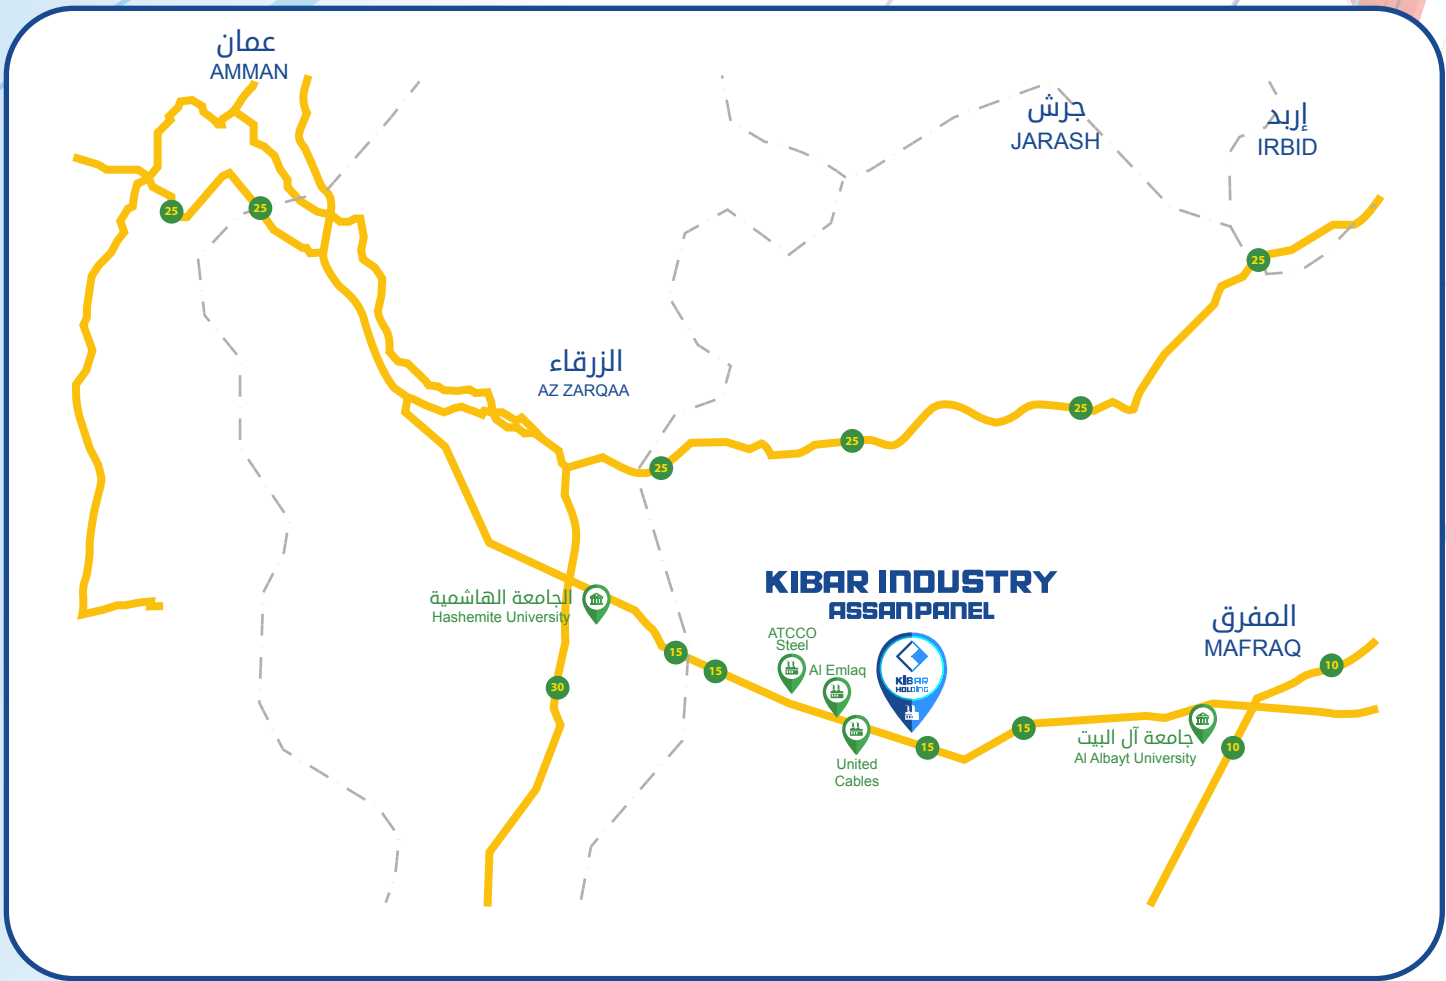 عمان
AMMAN
جرش
JARASH
إربد
IRBID
25
25
25
الزرقاء
AZ ZARQAA
25
25
25
KIBAR INDUSTRY
ASSAN PANEL
الجامعة الهاشمية
Hashemite University
المفرق
MAFRAQ
ATCCO
Steel
Al Emlaq
KIBAR
HOLDING
15
15
10
30
United
Cables
15
15
جامعة آل البيت
Al Albayt University
10